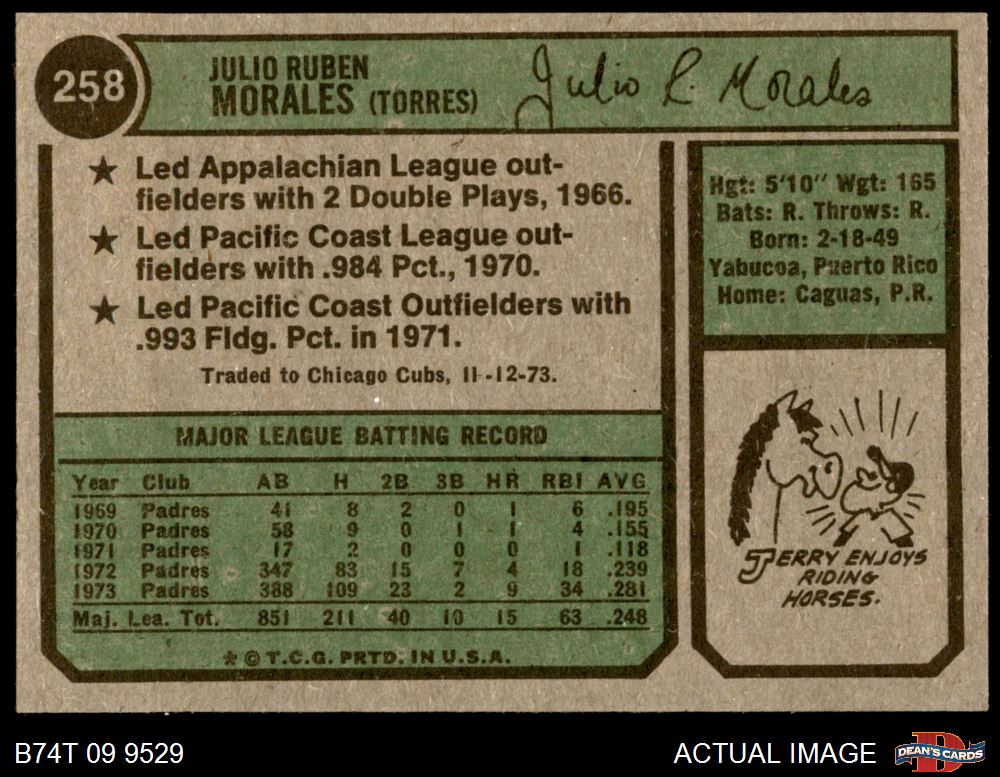 258
JULIO RUBEN
MORALES (TORRES)
Julio R. Morales
★ Led Appalachian League out-
fielders with 2 Double Plays, 1966.
★ Led Pacific Coast League out-
fielders with .984 Pct., 1970.
★ Led Pacific Coast Outfielders with
.993 Fldg. Pct. in 1971.
Traded to Chicago Cubs, 11-12-73.
MAJOR LEAGUE BATTING RECORD
Year Club AB H 2B 3B HR RBI AVG
1969 Padres 41 8 2 0 1 6 .195
1970 Padres 58 9 0 1 1 4 .155
1971 Padres 17 2 0 0 0 1 .118
1972 Padres 347 83 15 7 4 18 .239
1973 Padres 388 109 23 2 9 34 .281
Maj. Lea. Tot. 851 211 40 10 15 63 .248
* © T.C.G. PRTD. IN U.S.A.
Hgt: 5'10" Wgt: 165
Bats: R. Throws: R.
Born: 2-18-49
Yabucoa, Puerto Rico
Home: Caguas, P.R.
JERRY ENJOYS
RIDING
HORSES.
B74T 09 9529
ACTUAL IMAGE
D
DEAN'S CARDS